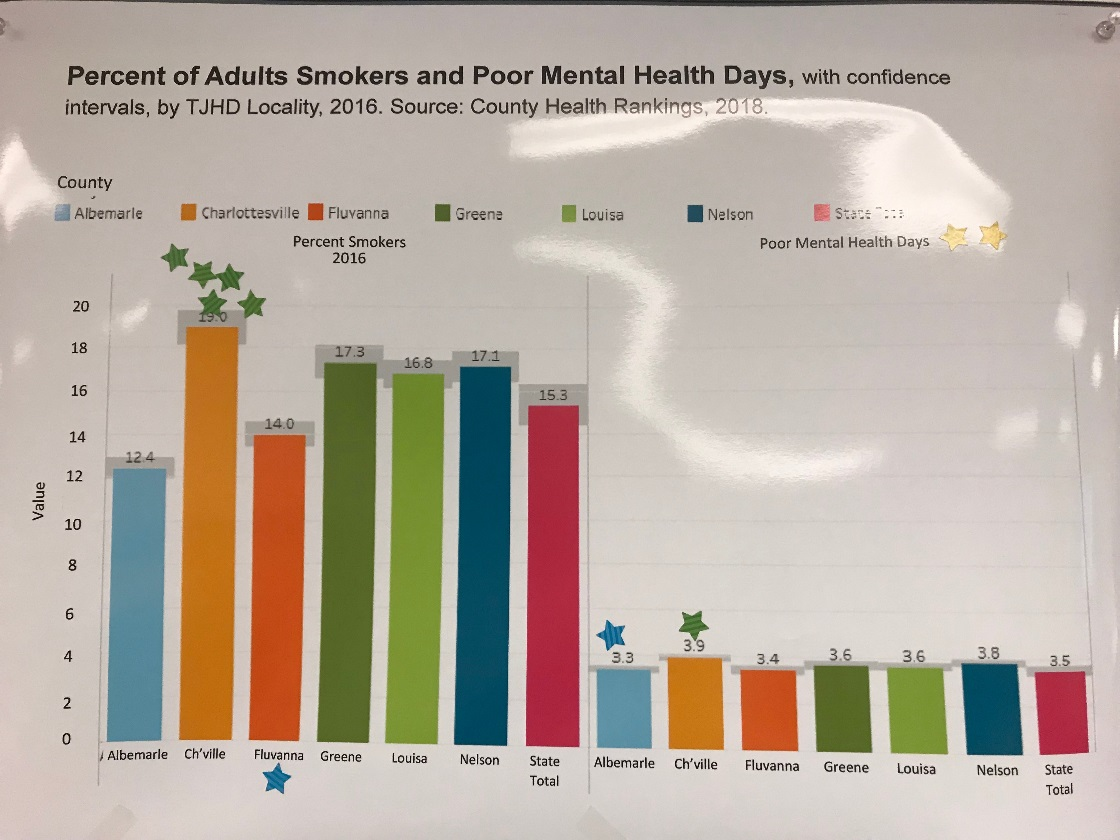 Percent of Adults Smokers and Poor Mental Health Days, with confidence
intervals, by TJHD Locality, 2016. Source: County Health Rankings, 2018.
County
Albemarle Charlottesville Fluvanna Greene Louisa Nelson State
Percent Smokers
2016
Poor Mental Health Days
Value
20
18
16
14
12
10
8
6
4
2
0
12.4
19.0
14.0
17.3
16.8
17.1
15.3
3.3
3.9
3.4
3.6
3.6
3.8
3.5
Albemarle Ch'ville Fluvanna Greene Louisa Nelson State
Total
Albemarle Ch'ville Fluvanna Greene Louisa Nelson State
Total